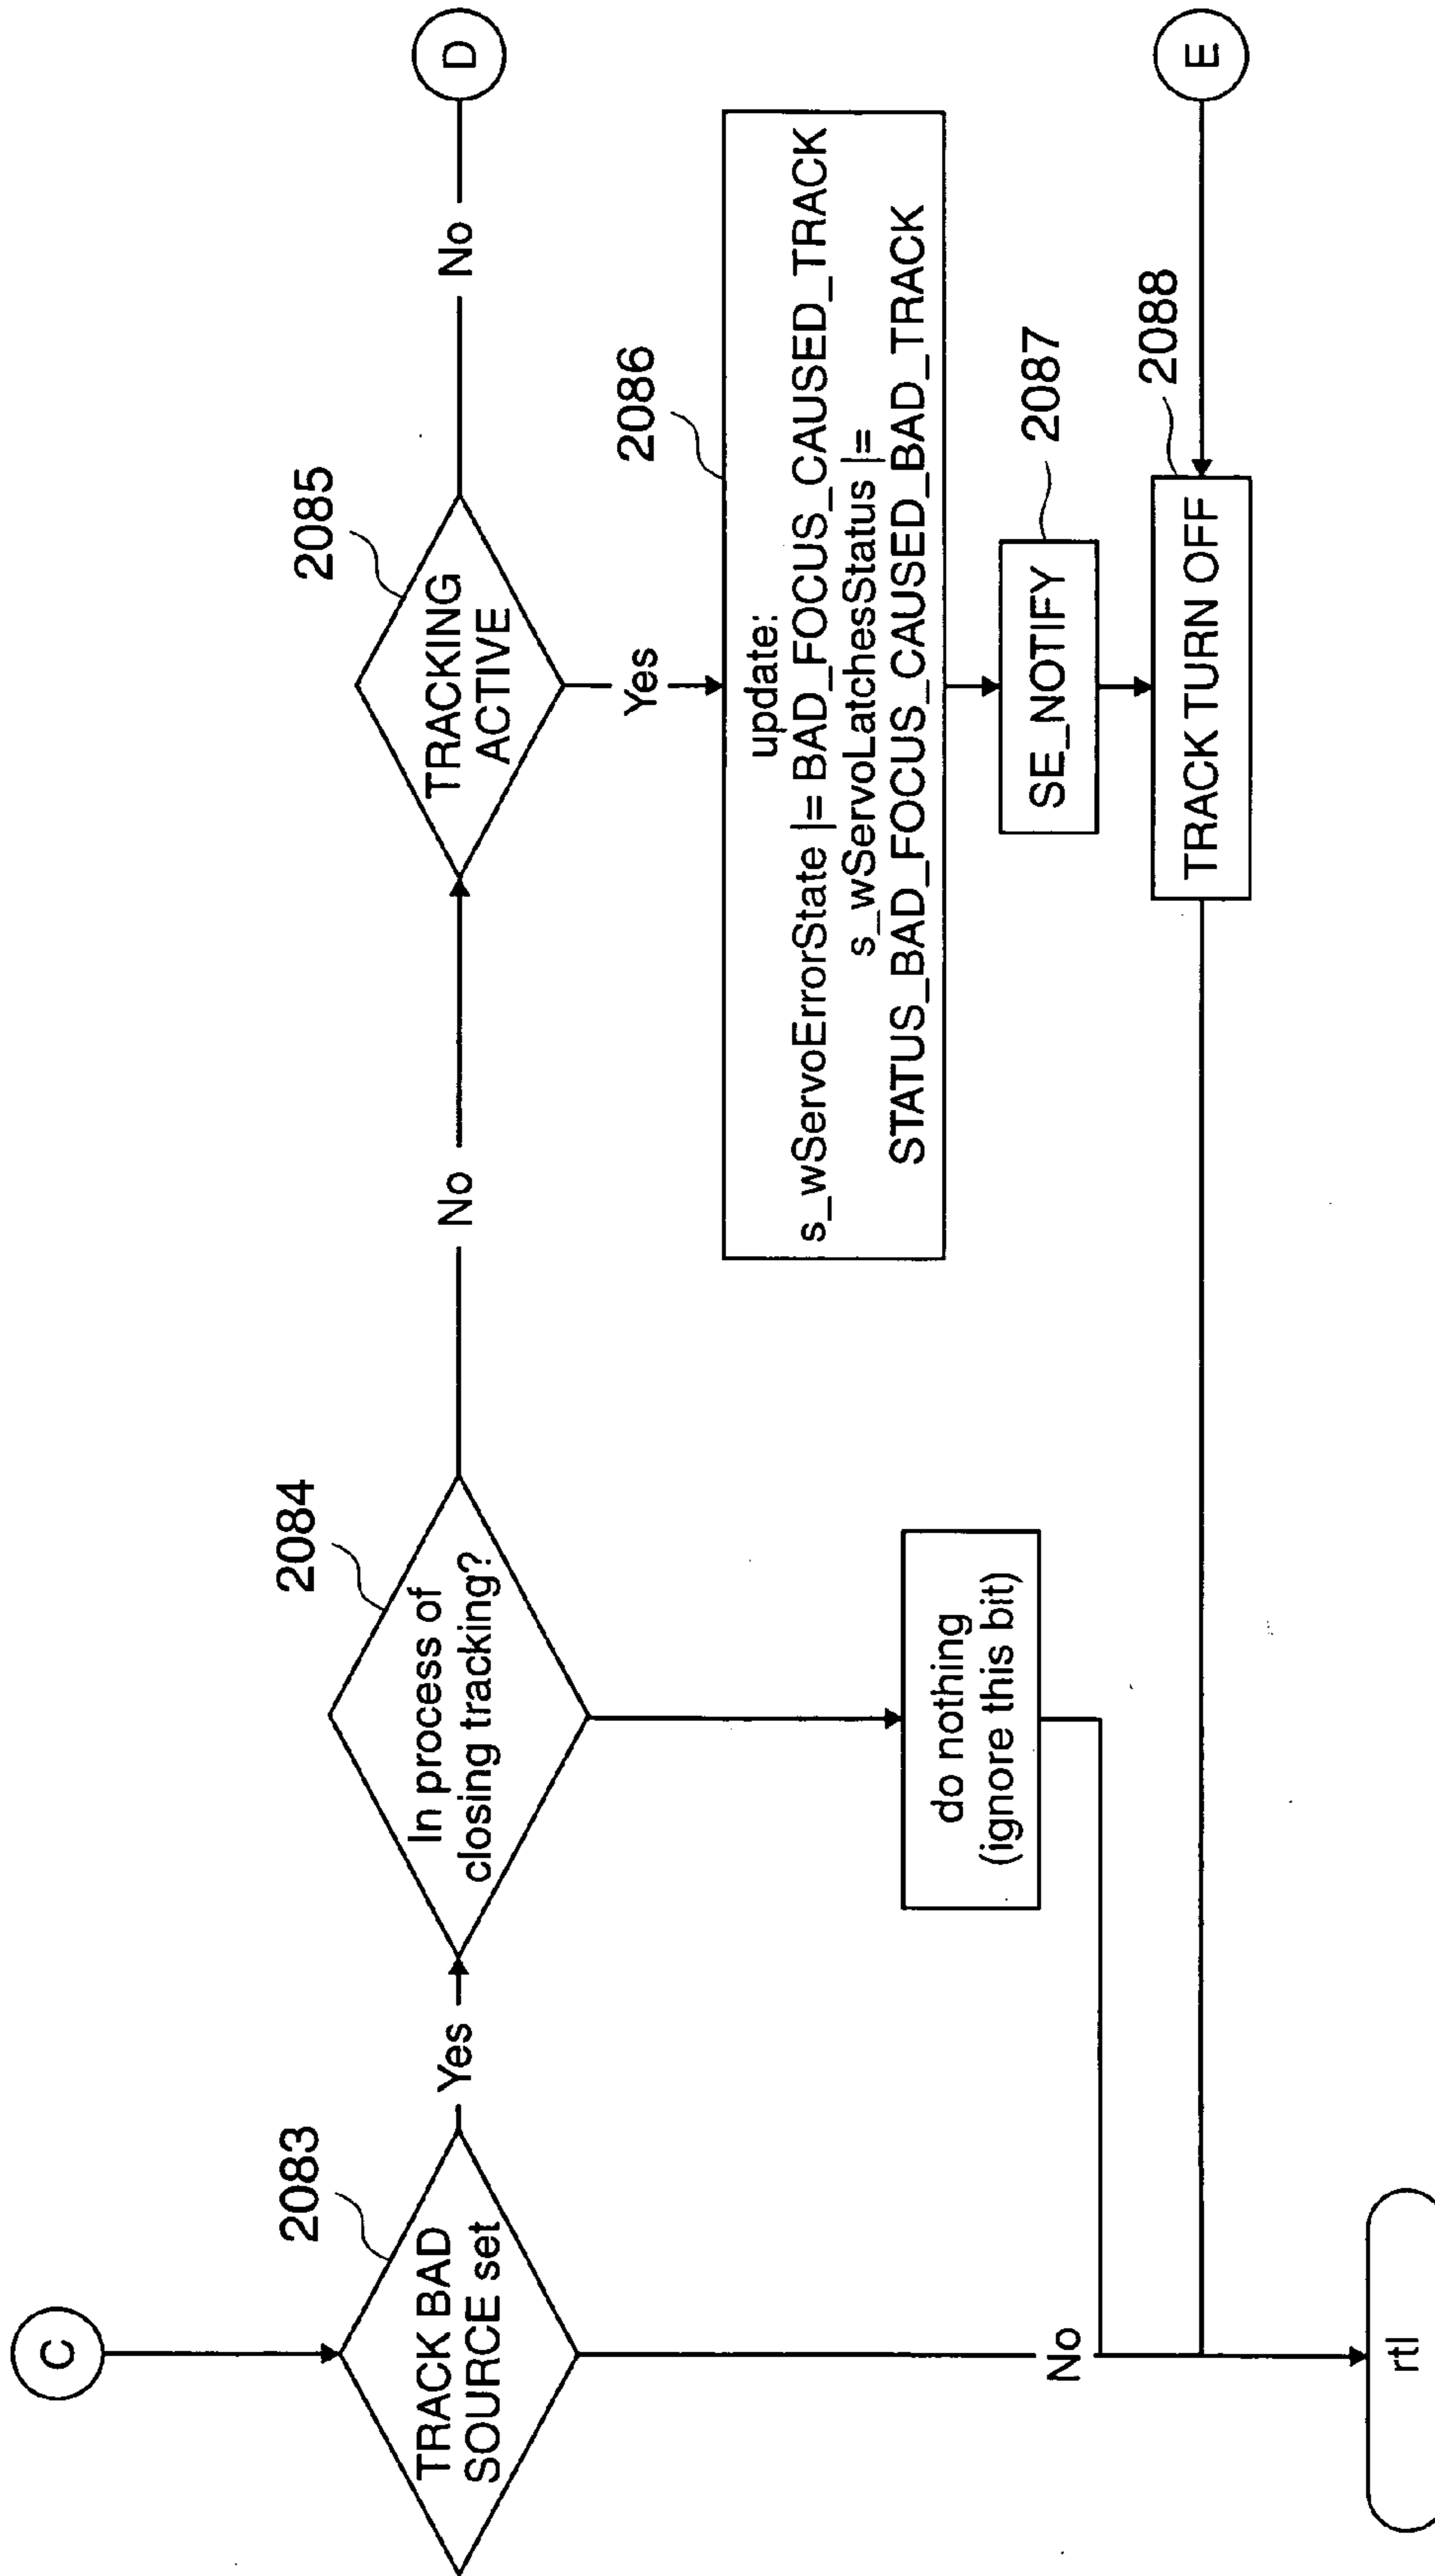 C
2083
TRACK BAD
SOURCE set
Yes
No
2084
In process of
closing tracking?
No
do nothing
(ignore this bit)
2085
TRACKING
ACTIVE
No
D
Yes
2086
update:
s_wServoErrorState |= BAD_FOCUS_CAUSED_TRACK
s_wServoLatchesStatus |=
STATUS_BAD_FOCUS_CAUSED_BAD_TRACK
2087
SE_NOTIFY
2088
TRACK TURN OFF
E
rtl